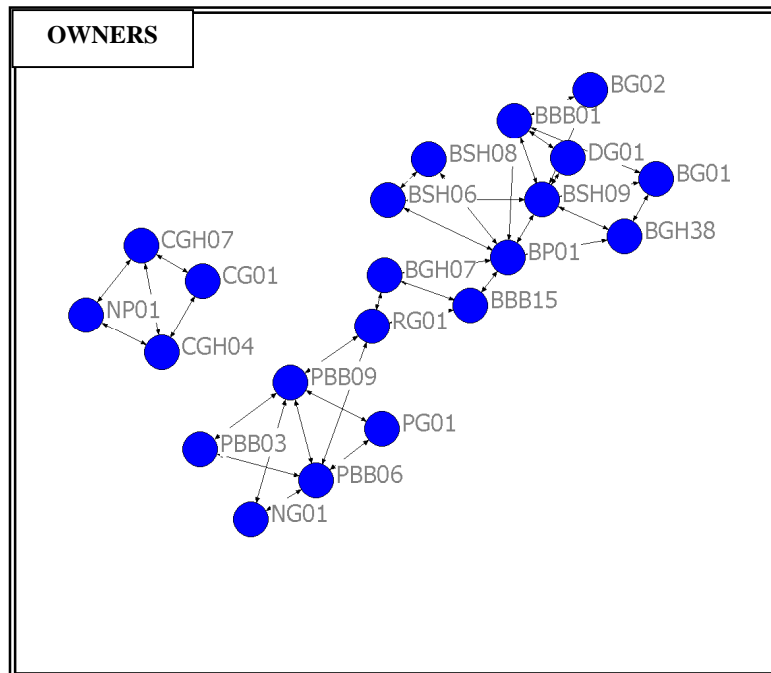 OWNERS
BG02
BBB01
BSH08
DG01
BG01
BSH06
BSH09
CGH07
BGH38
BP01
BGH07
CG01
BBB15
NP01
RG01
CGH04
PBB09
PG01
PBB03
PBB06
NG01